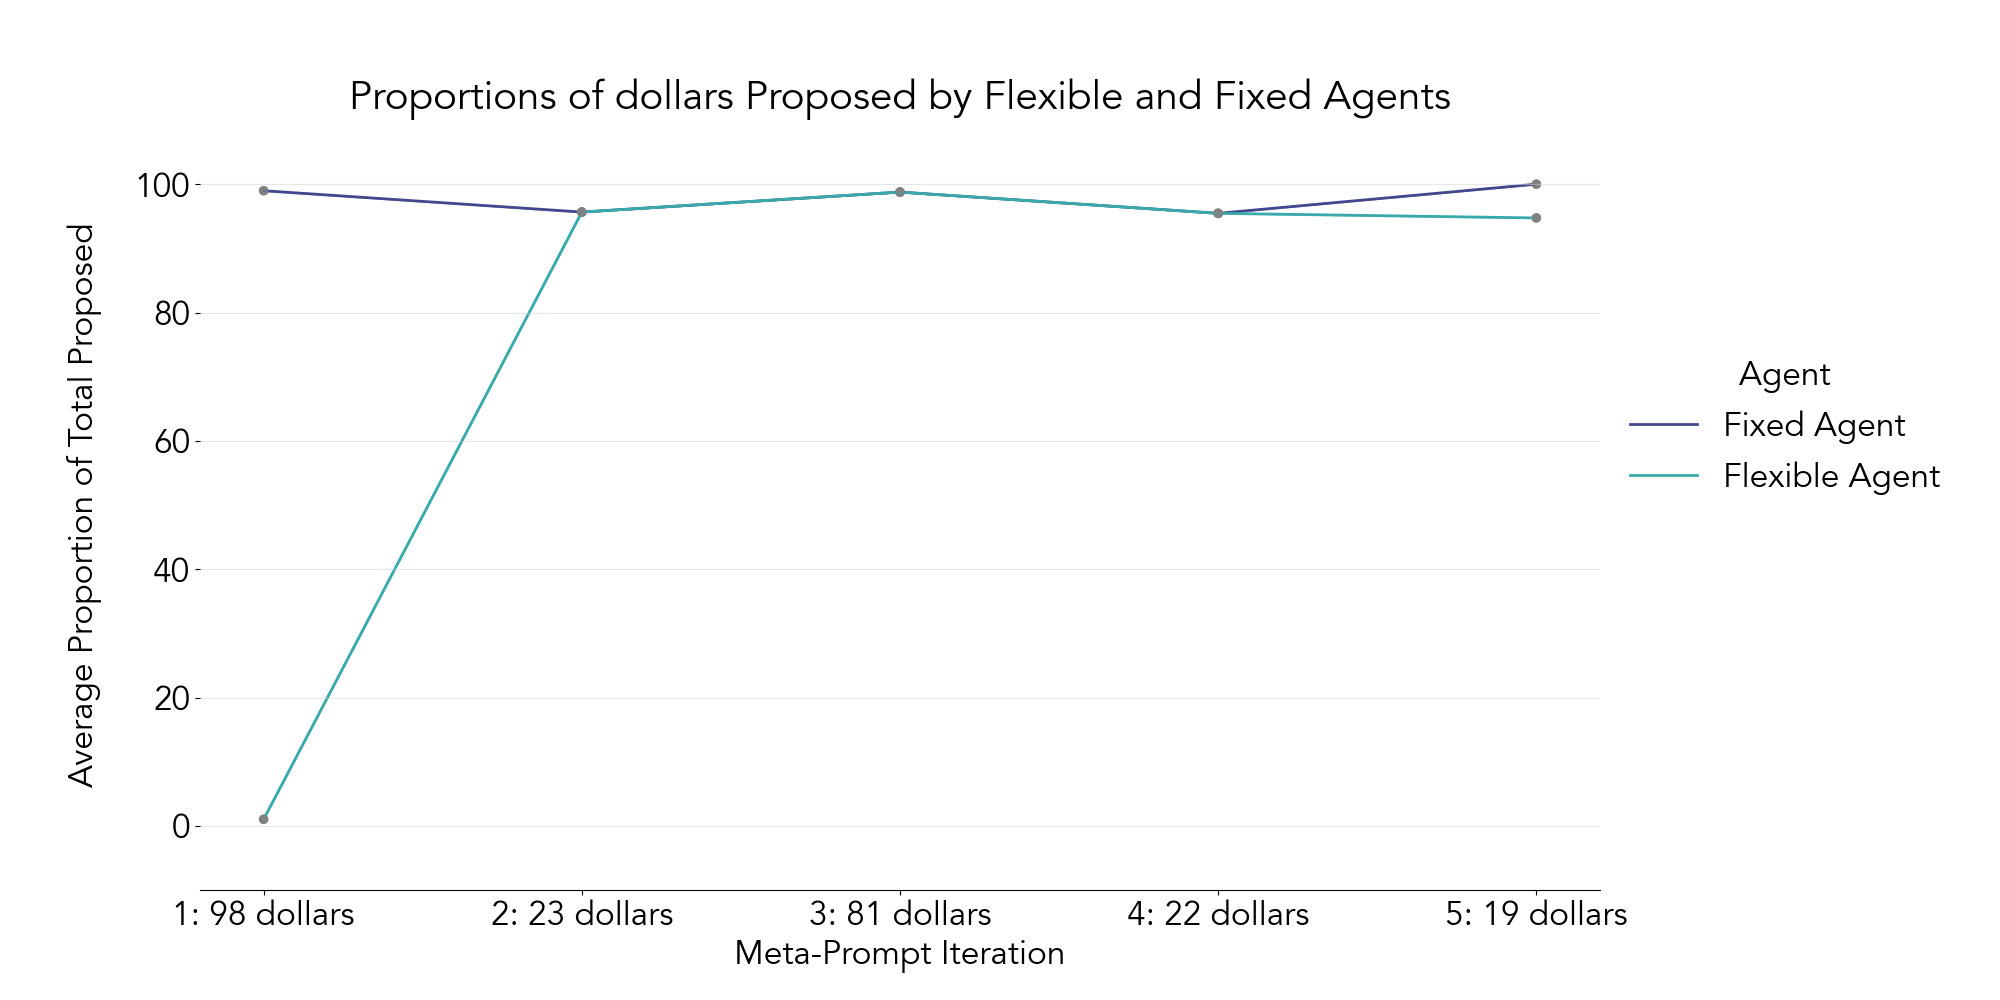 Proportions of dollars Proposed by Flexible and Fixed Agents
100
80
60
40
20
0
Average Proportion of Total Proposed
1: 98 dollars
2: 23 dollars
3: 81 dollars
4: 22 dollars
5: 19 dollars
Meta-Prompt Iteration
Agent
Fixed Agent
Flexible Agent